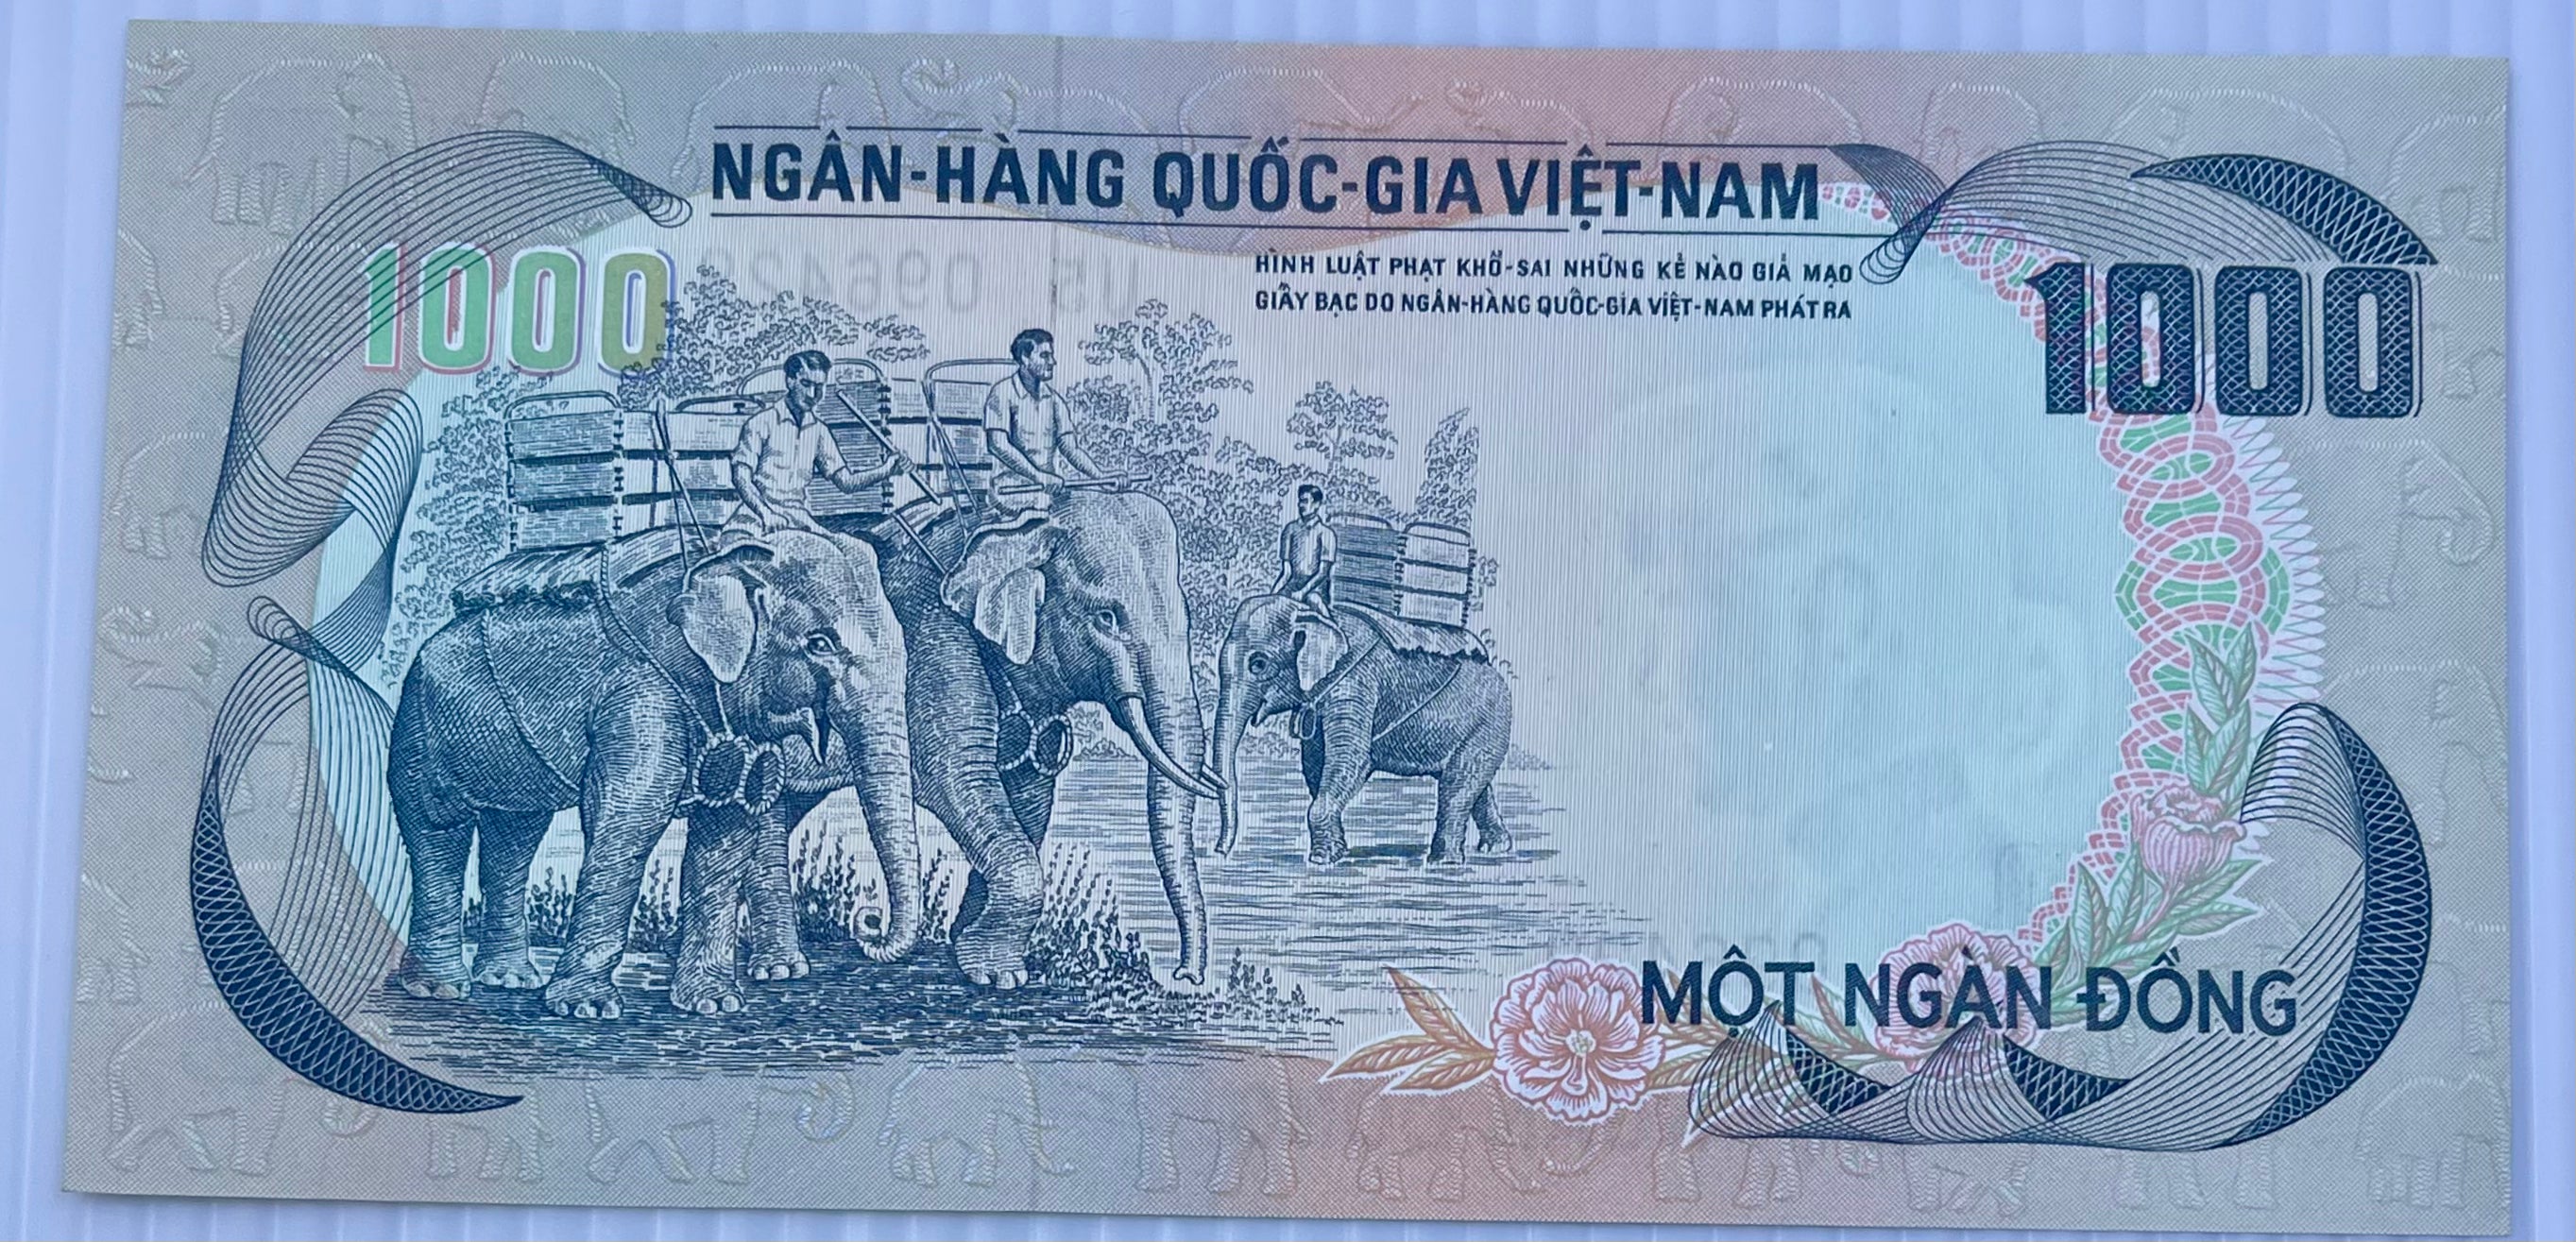 NGÂN-HÀNG QUỐC-GIA VIỆT-NAM
1000
1000
HÌNH LUẬT PHẠT KHỔ-SAI NHỮNG KẺ NÀO GIẢ MẠO
GIẤY BẠC DO NGÂN-HÀNG QUỐC-GIA VIỆT-NAM PHÁT RA
MỘT NGÀN ĐỒNG